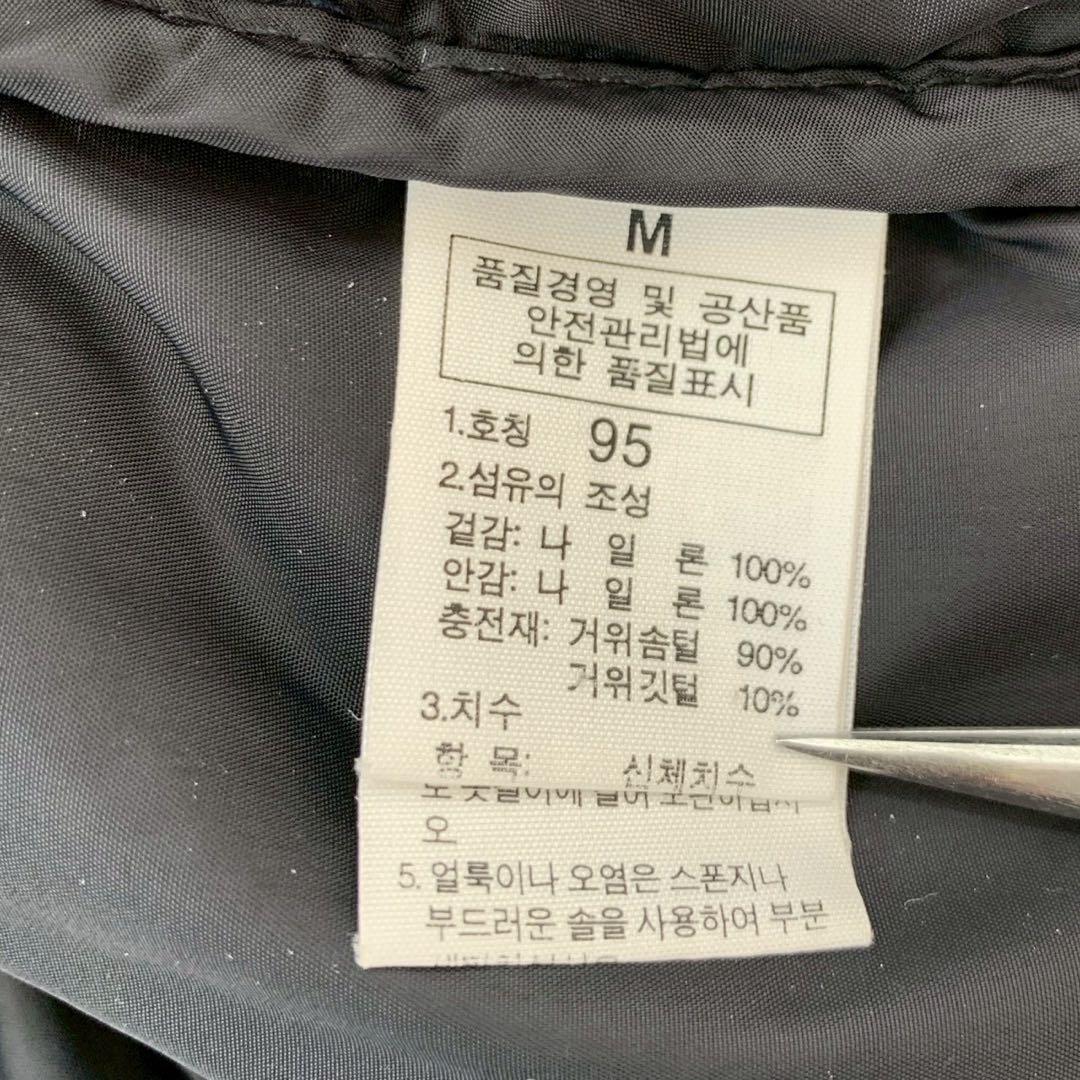 M
품질경영 및 공산품
안전관리법에
의한 품질표시
1.호칭 95
2.섬유의 조성
겉감: 나 일 론 100%
안감: 나 일 론 100%
충전재: 거위솜털 90%
거위깃털 10%
3.치수
항 목: 신체치수
오
5. 얼룩이나 오염은 스폰지나
부드러운 솔을 사용하여 부분